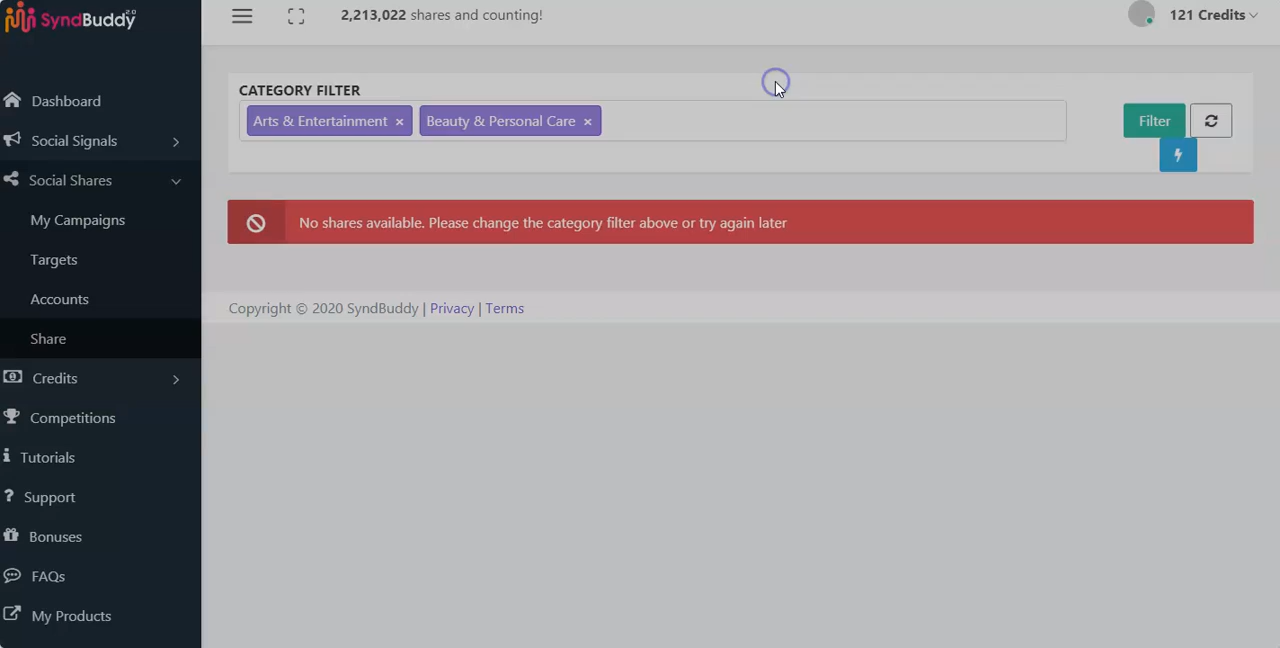 SyndBuddy 2.0
2,213,022 shares and counting!
121 Credits
Dashboard
Social Signals
Social Shares
My Campaigns
Targets
Accounts
Share
Credits
Competitions
Tutorials
Support
Bonuses
FAQs
My Products
CATEGORY FILTER
Arts & Entertainment ×
Beauty & Personal Care ×
Filter
No shares available. Please change the category filter above or try again later
Copyright © 2020 SyndBuddy | Privacy | Terms